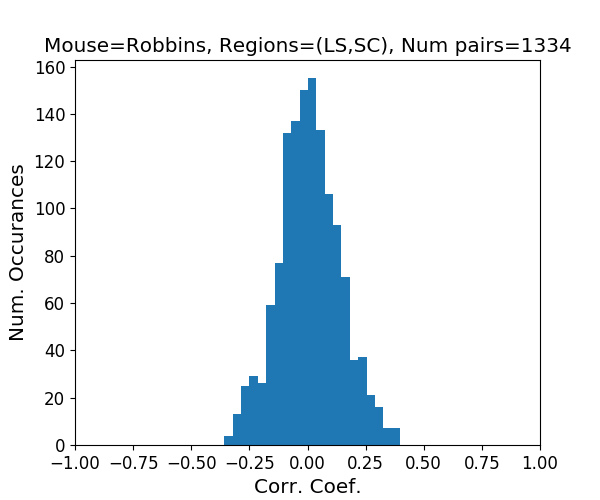 Mouse=Robbins, Regions=(LS,SC), Num pairs=1334
160
140
120
100
80
60
40
20
0
Num. Occurances
−1.00 −0.75 −0.50 −0.25 0.00 0.25 0.50 0.75 1.00
Corr. Coef.